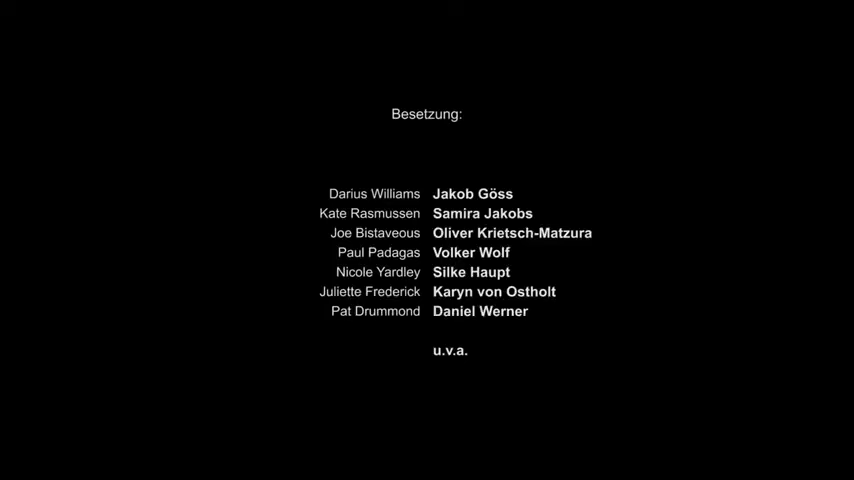 Besetzung:
Darius Williams Jakob Göss
Kate Rasmussen Samira Jakobs
Joe Bistaveous Oliver Krietsch-Matzura
Paul Padagas Volker Wolf
Nicole Yardley Silke Haupt
Juliette Frederick Karyn von Ostholt
Pat Drummond Daniel Werner
u.v.a.